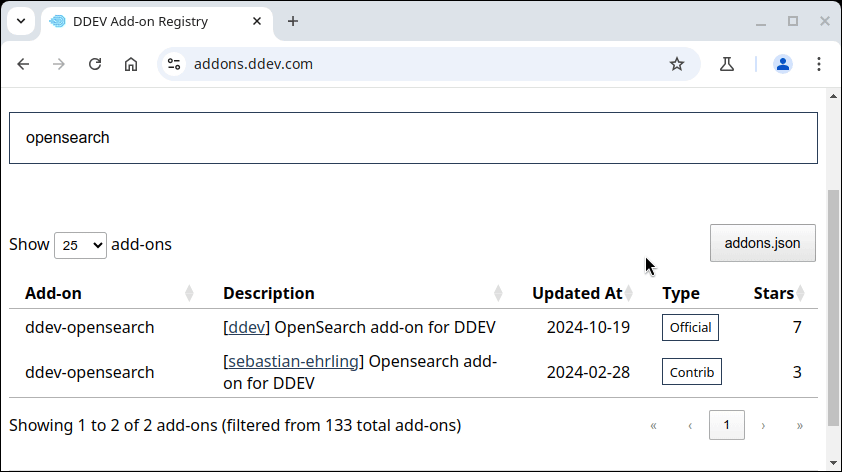 DDEV Add-on Registry
addons.ddev.com
opensearch
Show 25 add-ons
addons.json
Add-on Description Updated At Type Stars
ddev-opensearch [ddev] OpenSearch add-on for DDEV 2024-10-19 Official 7
ddev-opensearch [sebastian-ehrling] Opensearch add-
on for DDEV 2024-02-28 Contrib 3
Showing 1 to 2 of 2 add-ons (filtered from 133 total add-ons) « ‹ 1 › »